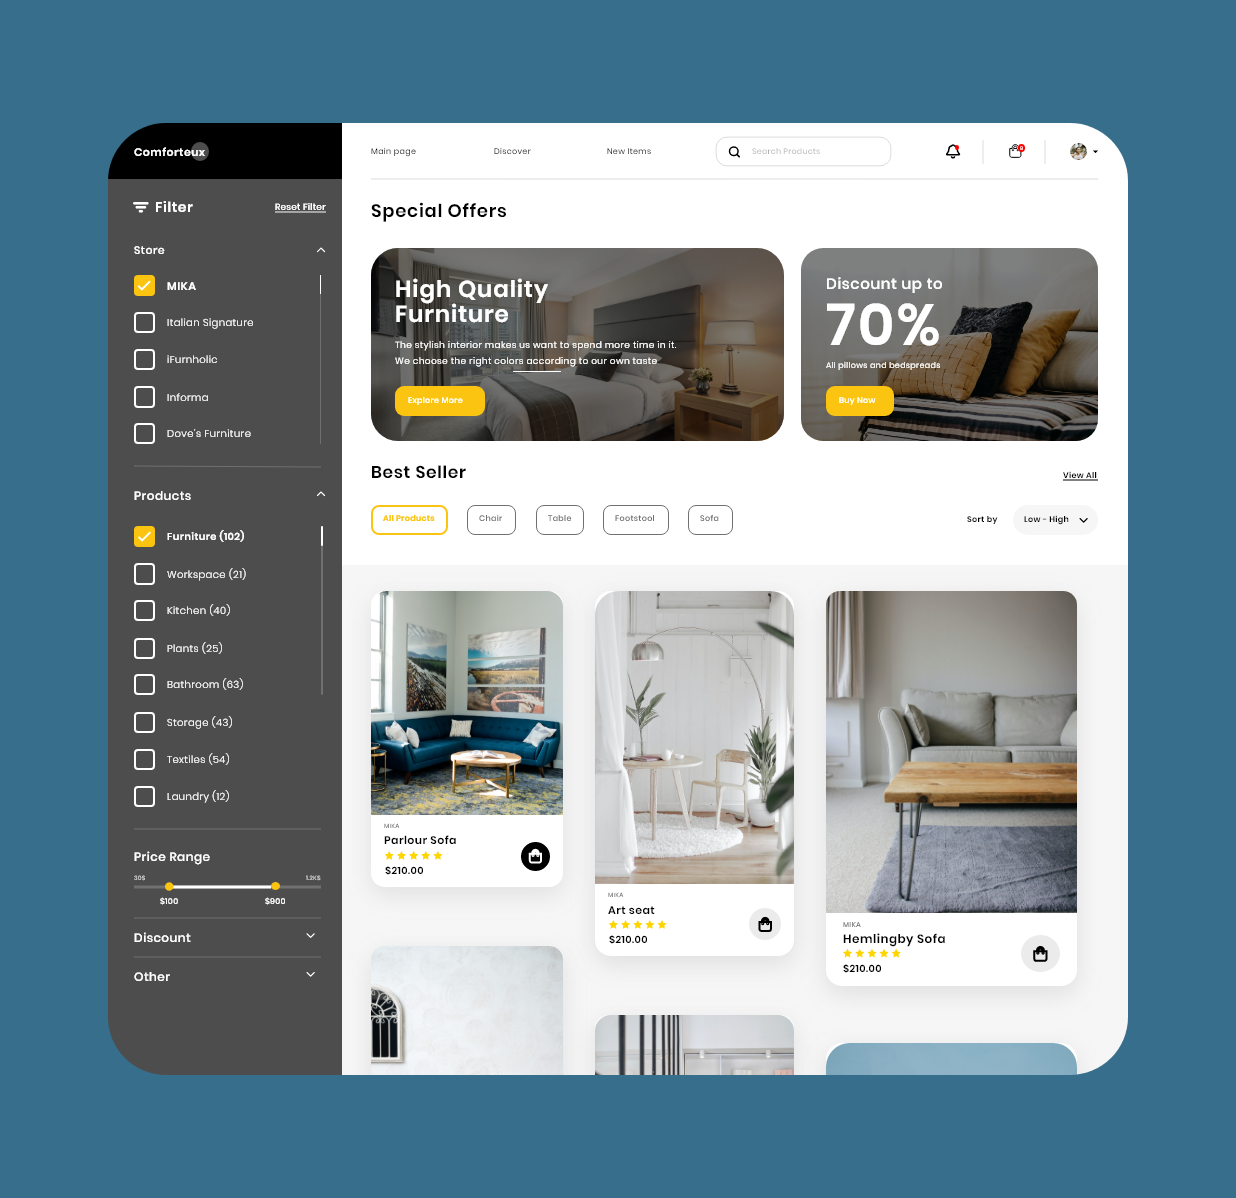 Comforteux
Main page
Discover
New Items
Search Products
Filter
Reset Filter
Store
MIKA
Italian Signature
iFurnholic
Informa
Dove's Furniture
Products
Furniture (102)
Workspace (21)
Kitchen (40)
Plants (25)
Bathroom (63)
Storage (43)
Textiles (54)
Laundry (12)
Price Range
30$
1.2K$
$100
$900
Discount
Other
Special Offers
High Quality
Furniture
The stylish interior makes us want to spend more time in it.
We choose the right colors according to our own taste
Explore More
Discount up to
70%
All pillows and bedspreads
Buy Now
Best Seller
View All
All Products
Chair
Table
Footstool
Sofa
Sort by
Low - High
MIKA
Parlour Sofa
$210.00
MIKA
Art seat
$210.00
MIKA
Hemlingby Sofa
$210.00